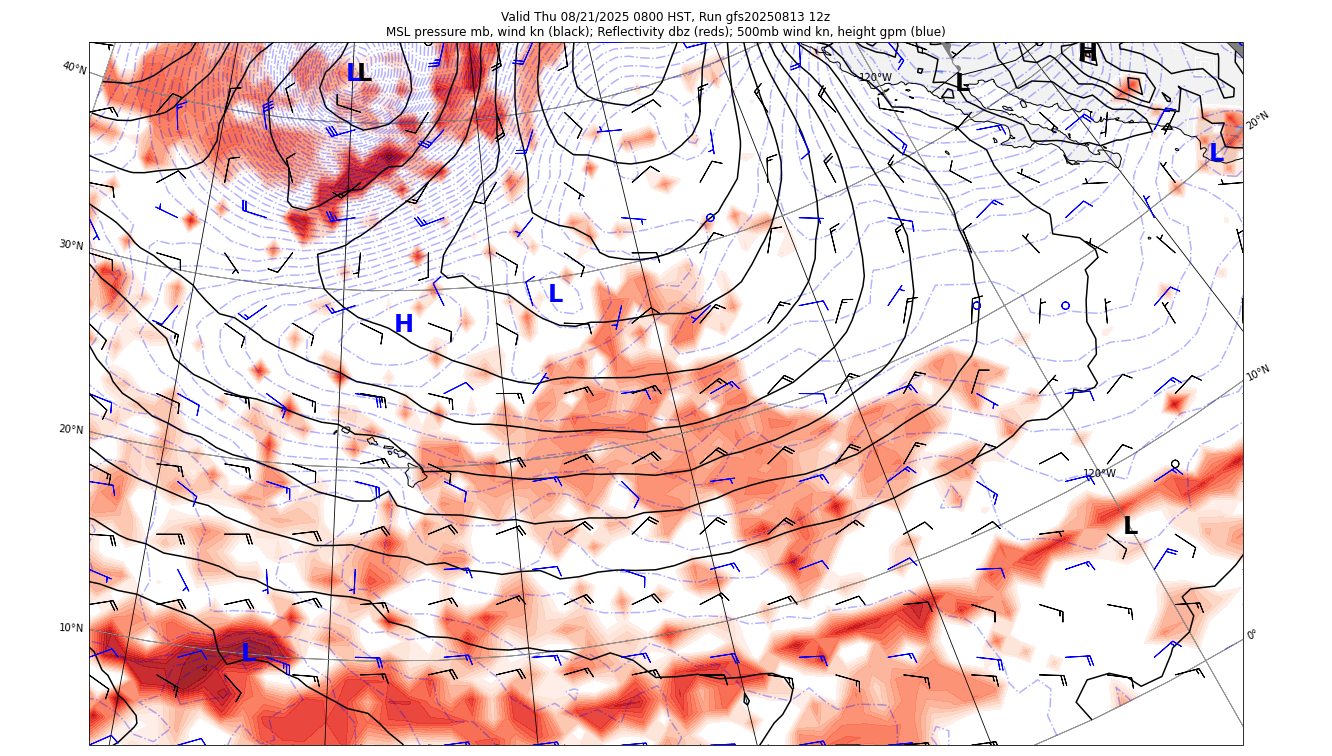 Valid Thu 08/21/2025 0800 HST, Run gfs20250813 12z
MSL pressure mb, wind kn (black); Reflectivity dbz (reds); 500mb wind kn, height gpm (blue)
H
40°N
L
L
120°W
L
20°N
L
30°N
L
H
10°N
20°N
120°W
L
10°N
0°
L